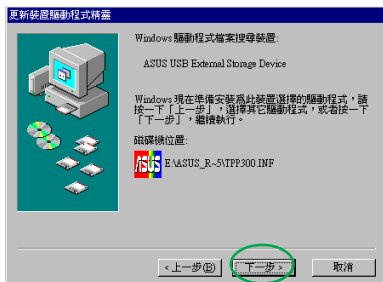 更新裝置驅動程式精靈
Windows 驅動程式檔案搜尋裝置:
ASUS USB External Storage Device
Windows 現在準備安裝為此裝置選擇的驅動程式，請
按一下「上一步」，選擇其它驅動程式，或者按一下
「下一步」，繼續執行。
磁碟機位置:
ASUS E:\ASUS_R~5\TPP300.INF
<上一步(B) 下一步> 取消